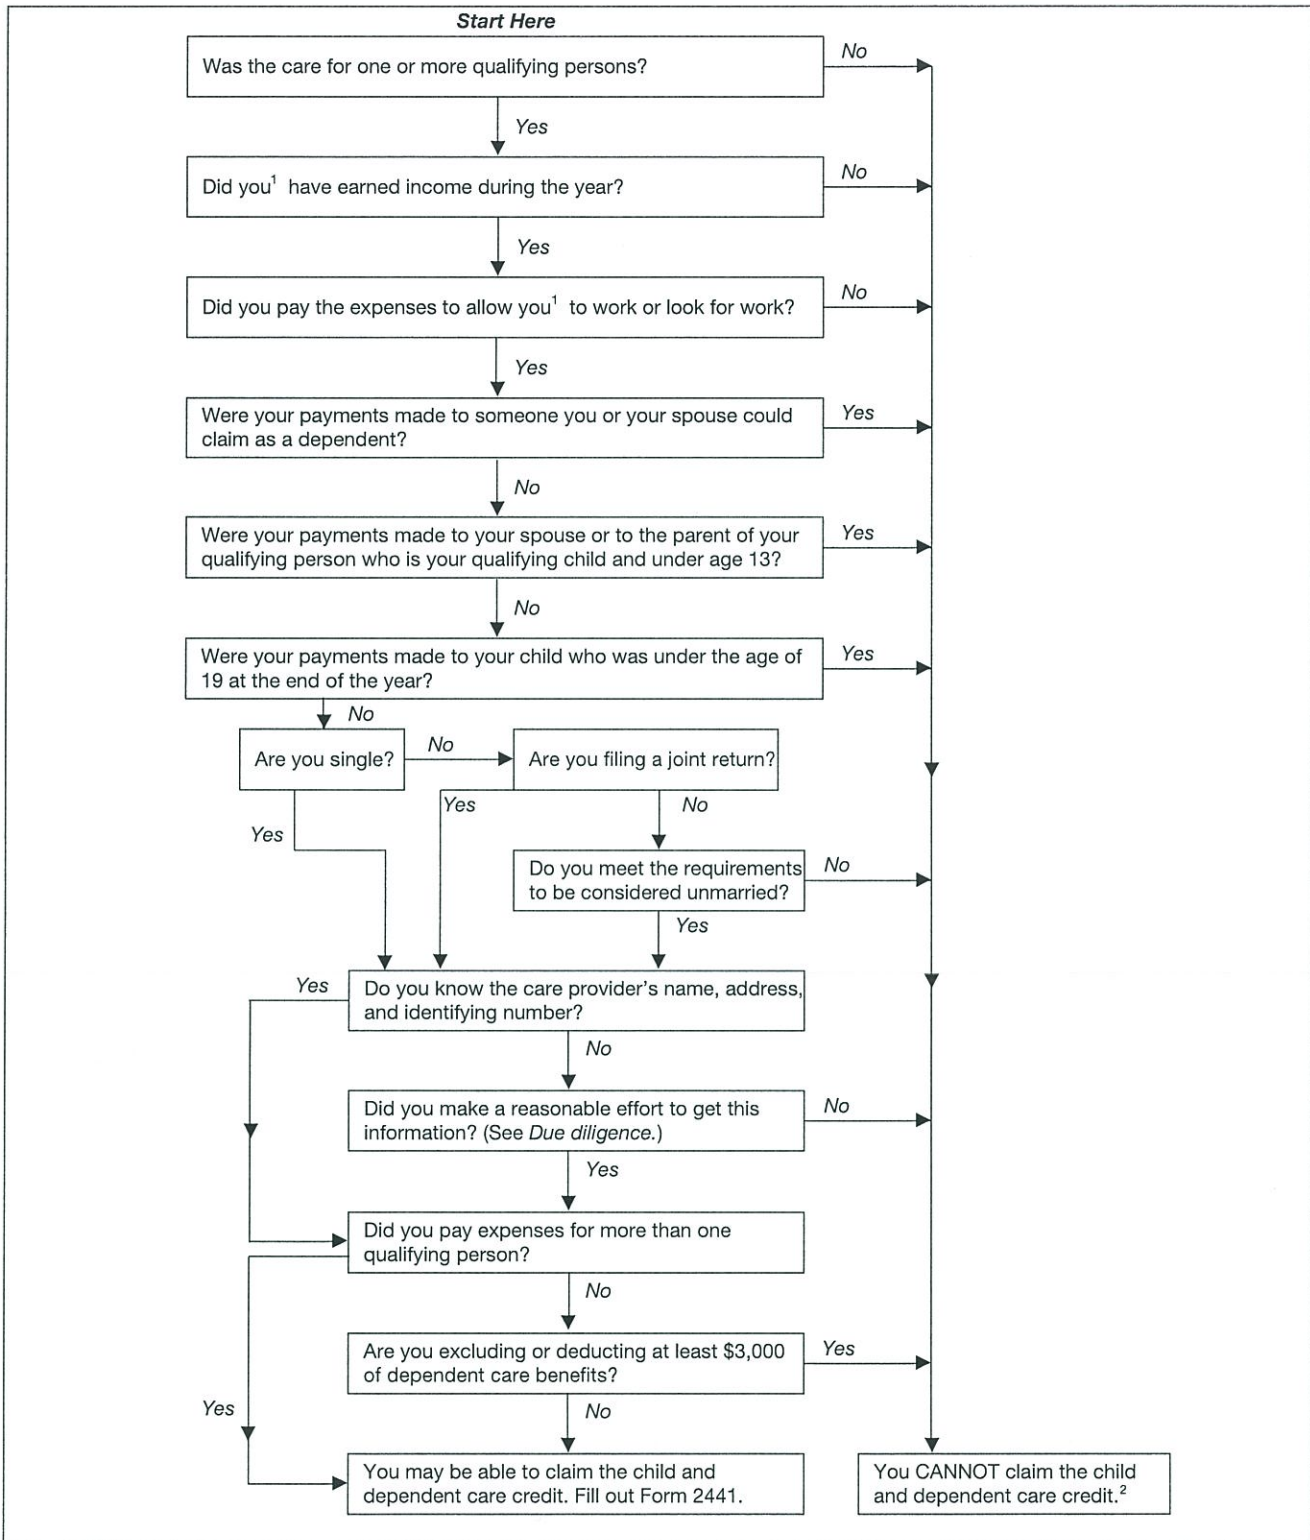 Start Here
Was the care for one or more qualifying persons?
No
Yes
Did you¹ have earned income during the year?
No
Yes
Did you pay the expenses to allow you¹ to work or look for work?
No
Yes
Were your payments made to someone you or your spouse could
claim as a dependent?
Yes
No
Were your payments made to your spouse or to the parent of your
qualifying person who is your qualifying child and under age 13?
Yes
No
Were your payments made to your child who was under the age of
19 at the end of the year?
Yes
No
Are you single?
No
Are you filing a joint return?
Yes
Yes
No
Do you meet the requirements
to be considered unmarried?
No
Yes
Do you know the care provider's name, address,
and identifying number?
Yes
No
Did you make a reasonable effort to get this
information? (See Due diligence.)
No
Yes
Did you pay expenses for more than one
qualifying person?
No
Are you excluding or deducting at least $3,000
of dependent care benefits?
Yes
Yes
No
You may be able to claim the child and
dependent care credit. Fill out Form 2441.
You CANNOT claim the child
and dependent care credit.²